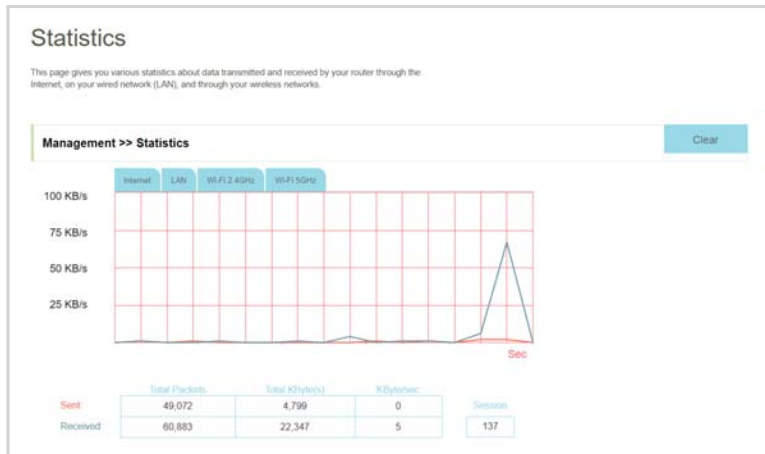 Statistics
This page gives you various statistics about data transmitted and received by your router through the
Internet, on your wired network (LAN), and through your wireless networks.
Management >> Statistics
Clear
Internet LAN Wi-Fi 2.4GHz Wi-Fi 5GHz
100 KB/s
75 KB/s
50 KB/s
25 KB/s
Sec
Total Packets Total KByte(s) KByte/sec
Sent 49,072 4,799 0 Session
Received 60,883 22,347 5 137